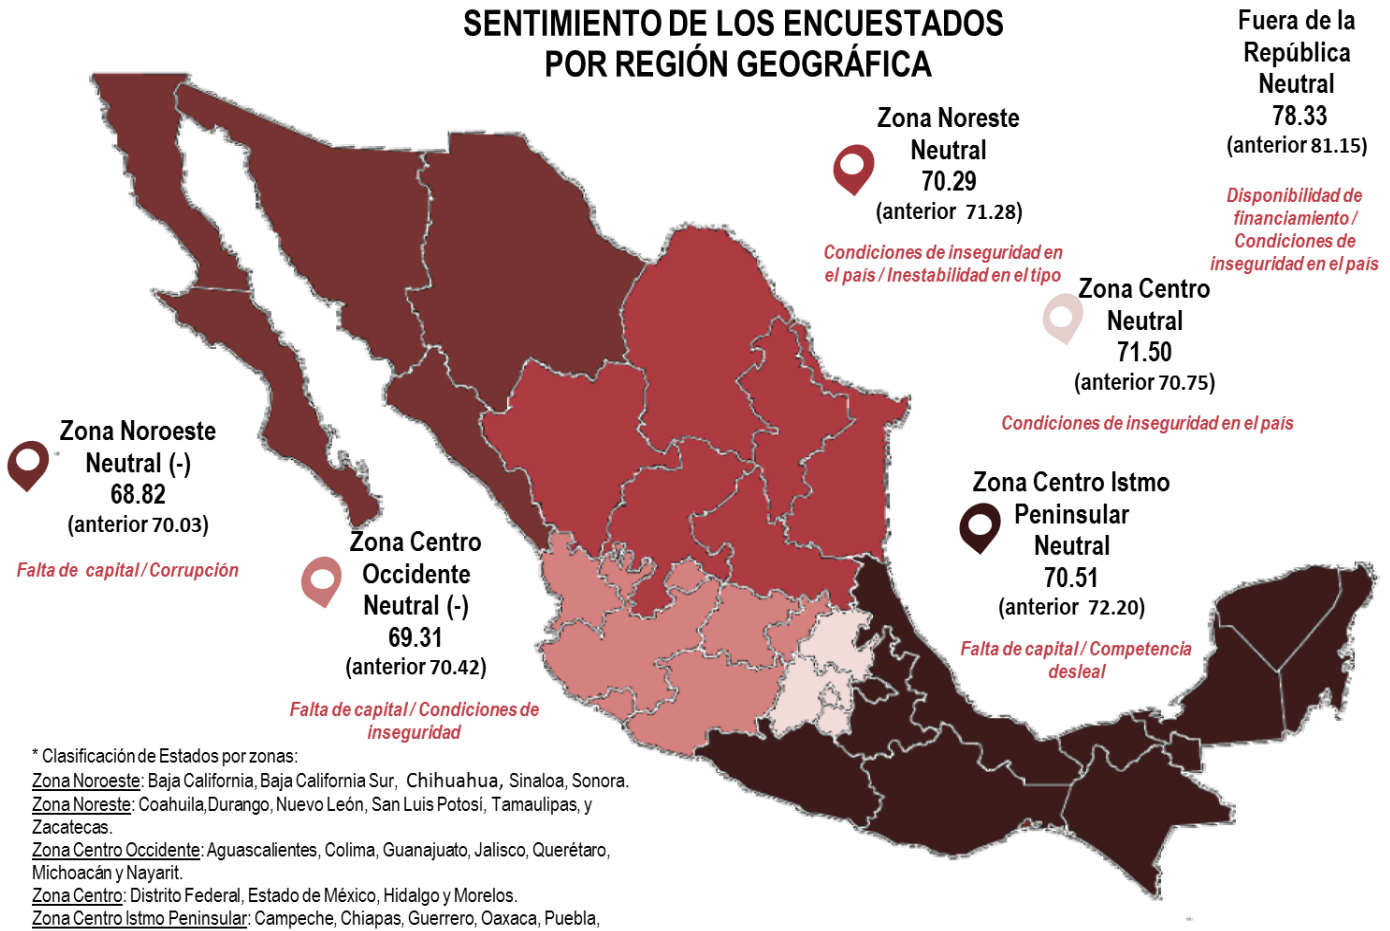 SENTIMIENTO DE LOS ENCUESTADOS
POR REGIÓN GEOGRÁFICA
Fuera de la
República
Neutral
78.33
(anterior 81.15)
Disponibilidad de
financiamiento /
Condiciones de
inseguridad en el país
Zona Noreste
Neutral
70.29
(anterior 71.28)
Condiciones de inseguridad en
el país / Inestabilidad en el tipo
Zona Centro
Neutral
71.50
(anterior 70.75)
Condiciones de inseguridad en el país
Zona Noroeste
Neutral (-)
68.82
(anterior 70.03)
Falta de capital / Corrupción
Zona Centro
Occidente
Neutral (-)
69.31
(anterior 70.42)
Falta de capital / Condiciones de
inseguridad
Zona Centro Istmo
Peninsular
Neutral
70.51
(anterior 72.20)
Falta de capital / Competencia
desleal
* Clasificación de Estados por zonas:
Zona Noroeste: Baja California, Baja California Sur, Chihuahua, Sinaloa, Sonora.
Zona Noreste: Coahuila,Durango, Nuevo León, San Luis Potosí, Tamaulipas, y
Zacatecas.
Zona Centro Occidente: Aguascalientes, Colima, Guanajuato, Jalisco, Querétaro,
Michoacán y Nayarit.
Zona Centro: Distrito Federal, Estado de México, Hidalgo y Morelos.
Zona Centro Istmo Peninsular: Campeche, Chiapas, Guerrero, Oaxaca, Puebla,